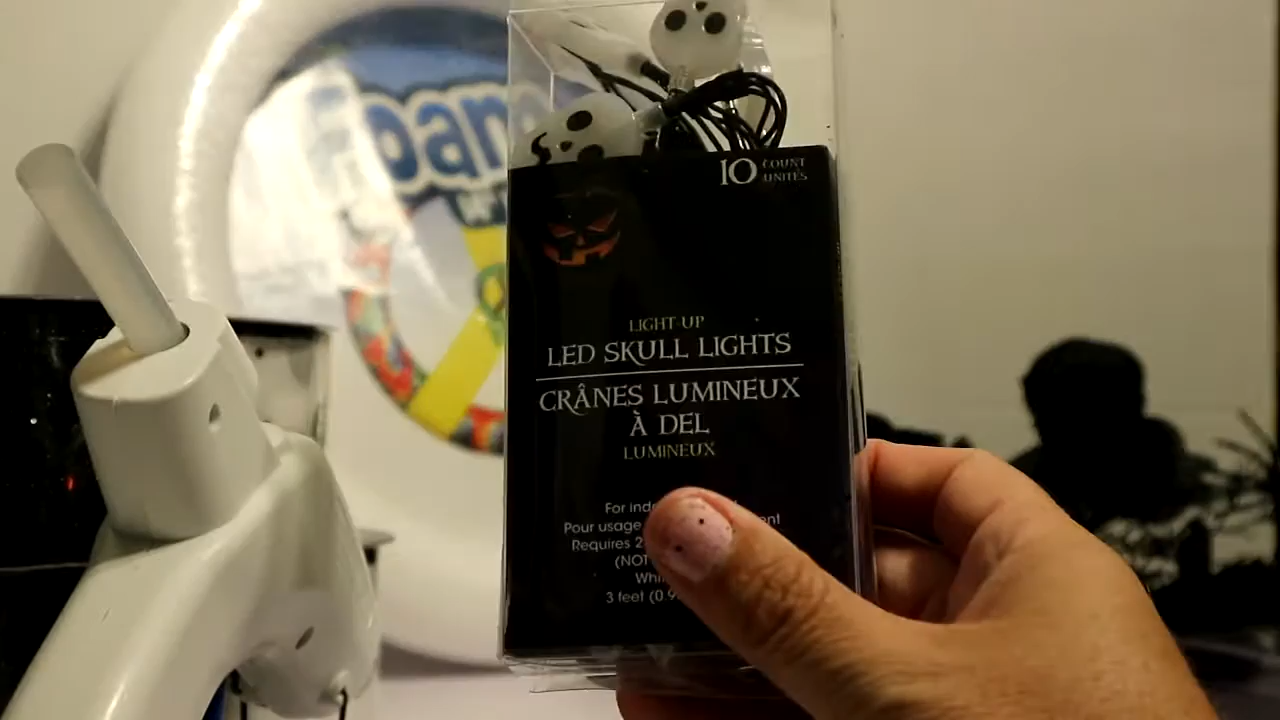 10 COUNT
UNITÉS
LIGHT-UP
LED SKULL LIGHTS
CRÂNES LUMINEUX
À DEL
LUMINEUX
For
Pour usage
Requires 2
(NOT
3 feet (0.9